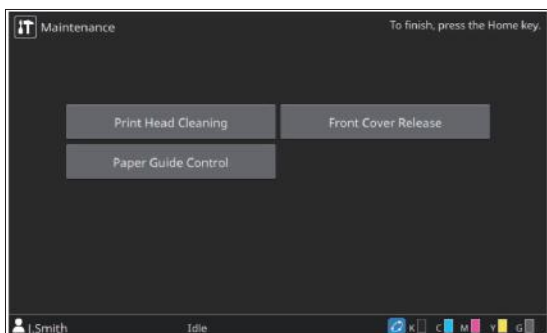 Maintenance
To finish, press the Home key.
Print Head Cleaning
Front Cover Release
Paper Guide Control
J.Smith
Idle
K C M Y G